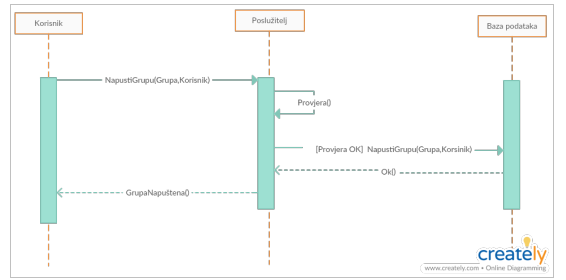 Korisnik
Poslužitelj
Baza podataka
NapustiGrupu(Grupa,Korisnik)
Provjera()
[Provjera OK] NapustiGrupu(Grupa,Korsinik)
Ok()
GrupaNapuštena()
creately
www.creately.com • Online Diagramming